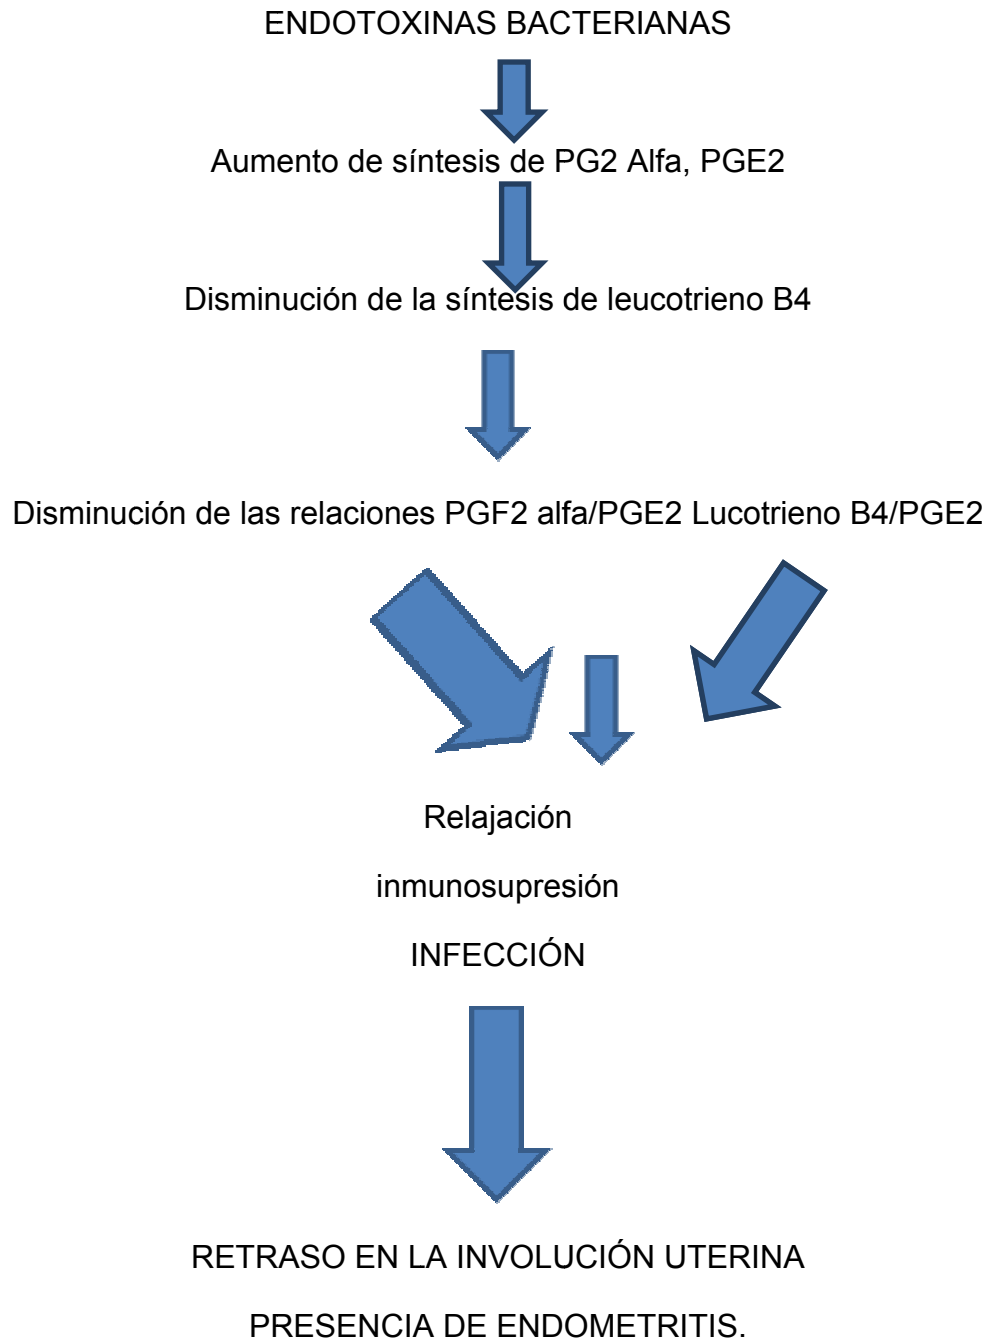 ENDOTOXINAS BACTERIANAS
Aumento de síntesis de PG2 Alfa, PGE2
Disminución de la síntesis de leucotrieno B4
Disminución de las relaciones PGF2 alfa/PGE2 Lucotrieno B4/PGE2
Relajación
inmunosupresión
INFECCIÓN
RETRASO EN LA INVOLUCIÓN UTERINA
PRESENCIA DE ENDOMETRITIS.